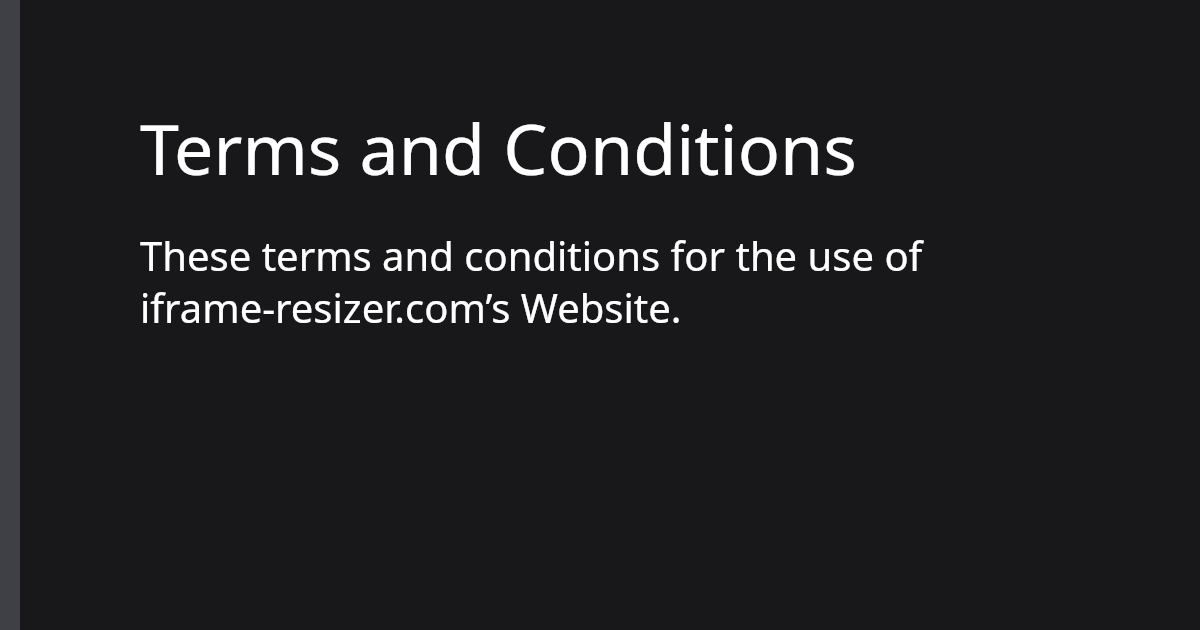 Terms and Conditions
These terms and conditions for the use of
iframe-resizer.com’s Website.